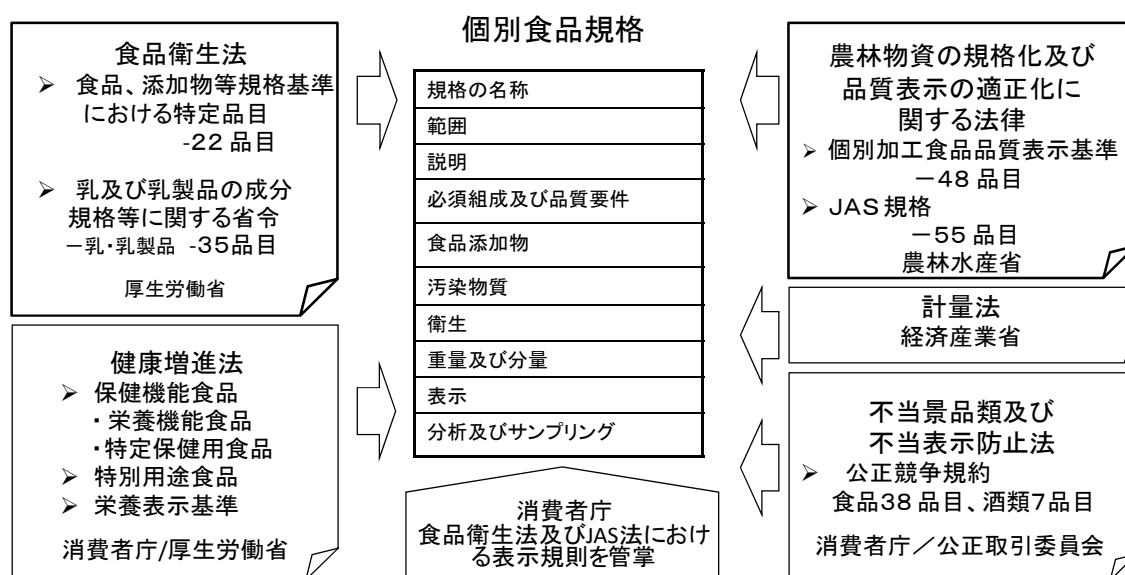 個別食品規格
食品衛生法
➢ 食品、添加物等規格基準
における特定品目
-22 品目
➢ 乳及び乳製品の成分
規格等に関する省令
－乳・乳製品 -35品目
厚生労働省
健康増進法
➢ 保健機能食品
・栄養機能食品
・特定保健用食品
➢ 特別用途食品
➢ 栄養表示基準
消費者庁/厚生労働省
規格の名称
範囲
説明
必須組成及び品質要件
食品添加物
汚染物質
衛生
重量及び分量
表示
分析及びサンプリング
消費者庁
食品衛生法及びJAS法におけ
る表示規則を管掌
農林物資の規格化及び
品質表示の適正化に
関する法律
➢ 個別加工食品品質表示基準
－48 品目
➢ JAS 規格
－55 品目
農林水産省
計量法
経済産業省
不当景品類及び
不当表示防止法
➢ 公正競争規約
食品38 品目、酒類7品目
消費者庁／公正取引委員会